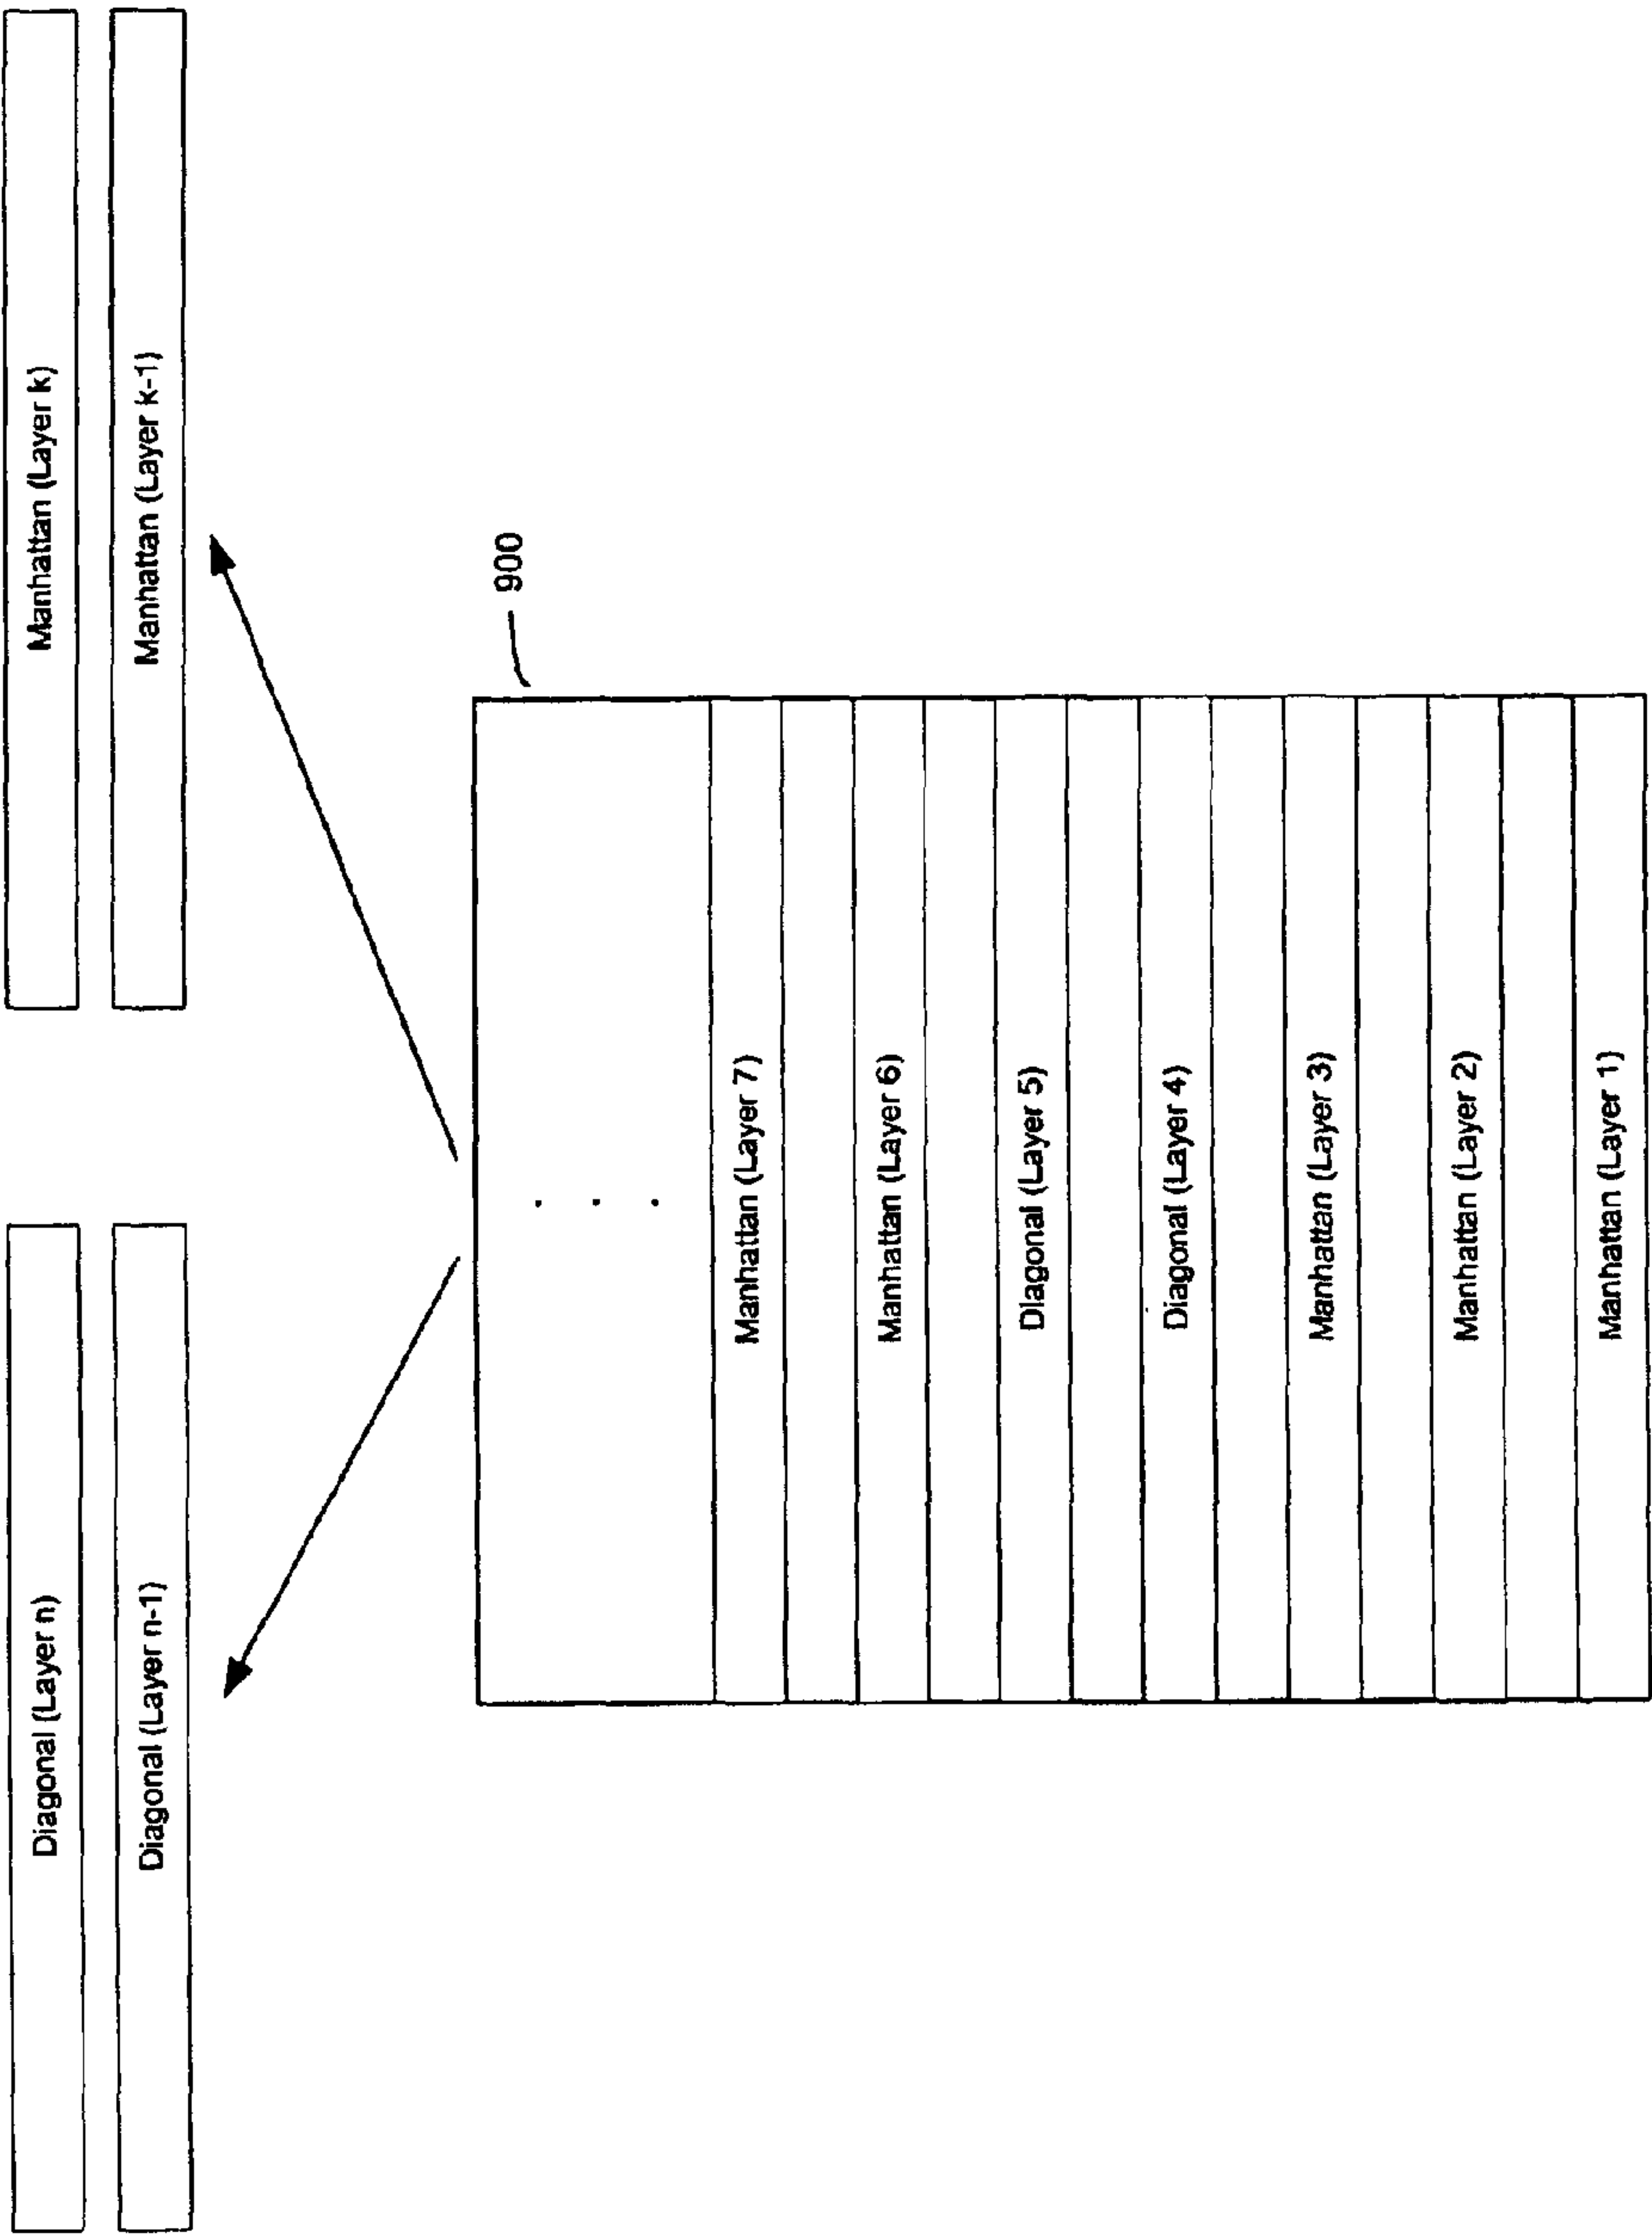 Diagonal (Layer n)
Manhattan (Layer k)
Diagonal (Layer n-1)
Manhattan (Layer k-1)
900
.
.
.
Manhattan (Layer 7)
Manhattan (Layer 6)
Diagonal (Layer 5)
Diagonal (Layer 4)
Manhattan (Layer 3)
Manhattan (Layer 2)
Manhattan (Layer 1)